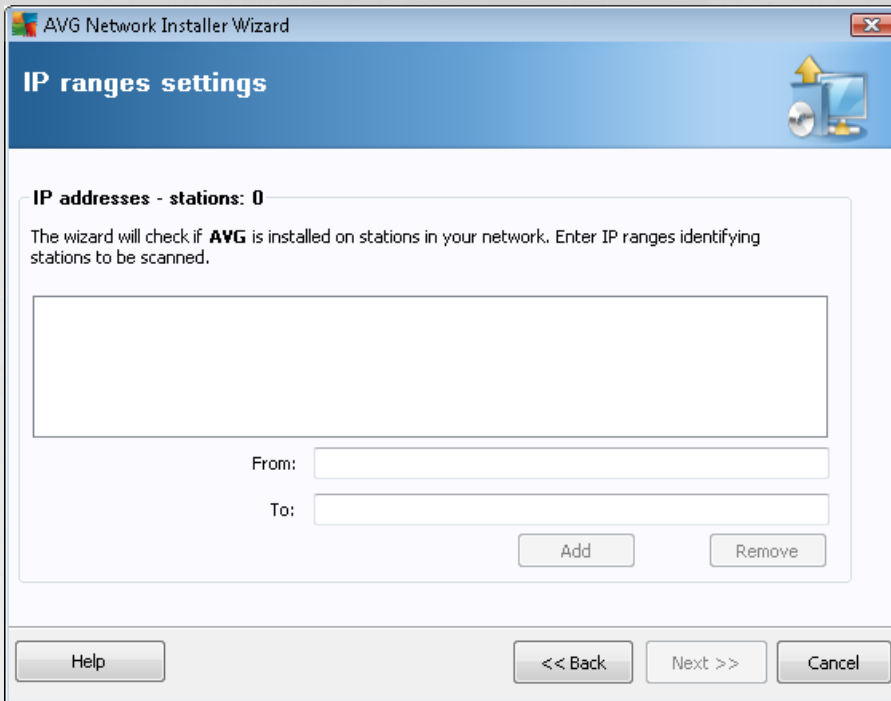 AVG Network Installer Wizard
IP ranges settings
IP addresses - stations: 0
The wizard will check if AVG is installed on stations in your network. Enter IP ranges identifying
stations to be scanned.
From:
To:
Add Remove
Help << Back Next >> Cancel